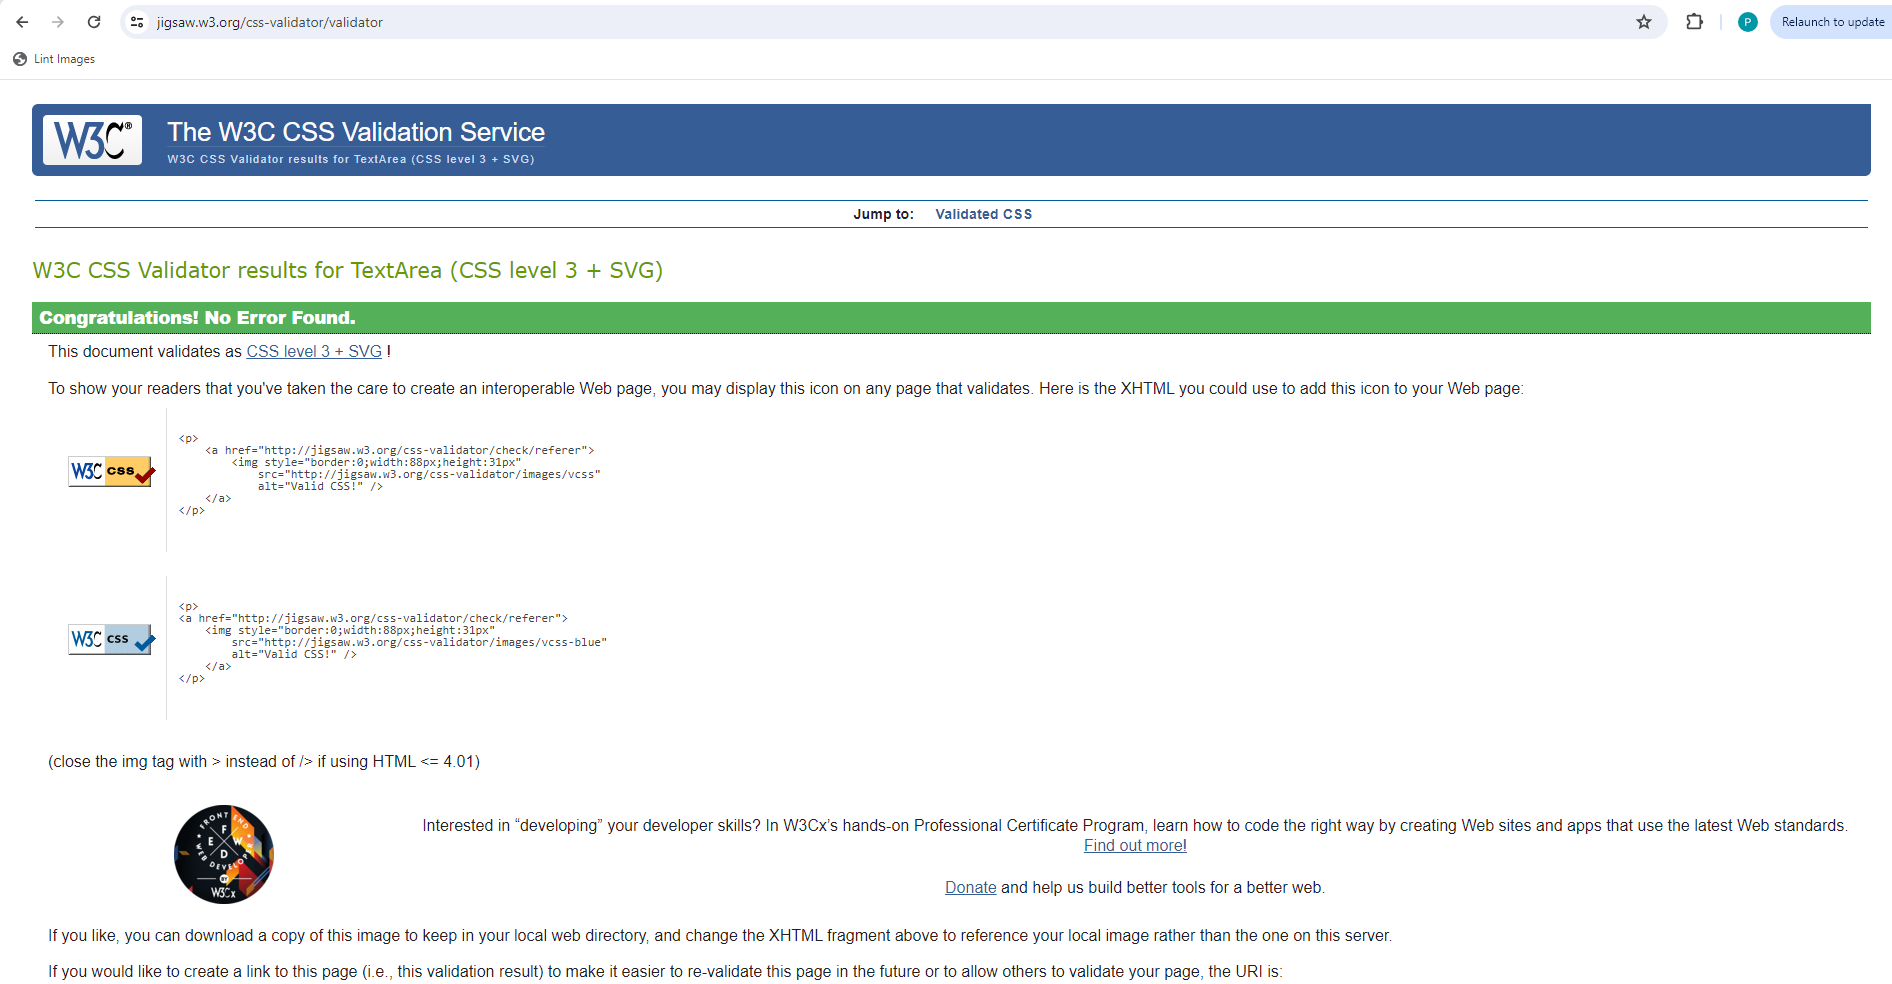 jigsaw.w3.org/css-validator/validator
P
Relaunch to update
Lint Images
W3C®
The W3C CSS Validation Service
W3C CSS Validator results for TextArea (CSS level 3 + SVG)
Jump to: Validated CSS
W3C CSS Validator results for TextArea (CSS level 3 + SVG)
Congratulations! No Error Found.
This document validates as CSS level 3 + SVG !
To show your readers that you've taken the care to create an interoperable Web page, you may display this icon on any page that validates. Here is the XHTML you could use to add this icon to your Web page:
W3C css
<p>
<a href="http://jigsaw.w3.org/css-validator/check/referer">
<img style="border:0;width:88px;height:31px"
src="http://jigsaw.w3.org/css-validator/images/vcss"
alt="Valid CSS!" />
</a>
</p>
W3C css
<p>
<a href="http://jigsaw.w3.org/css-validator/check/referer">
<img style="border:0;width:88px;height:31px"
src="http://jigsaw.w3.org/css-validator/images/vcss-blue"
alt="Valid CSS!" />
</a>
</p>
(close the img tag with > instead of /> if using HTML <= 4.01)
FRONT END
F E W D
WEB DEVELOPER
W3Cx
Interested in “developing” your developer skills? In W3Cx’s hands-on Professional Certificate Program, learn how to code the right way by creating Web sites and apps that use the latest Web standards.
Find out more!
Donate and help us build better tools for a better web.
If you like, you can download a copy of this image to keep in your local web directory, and change the XHTML fragment above to reference your local image rather than the one on this server.
If you would like to create a link to this page (i.e., this validation result) to make it easier to re-validate this page in the future or to allow others to validate your page, the URI is: